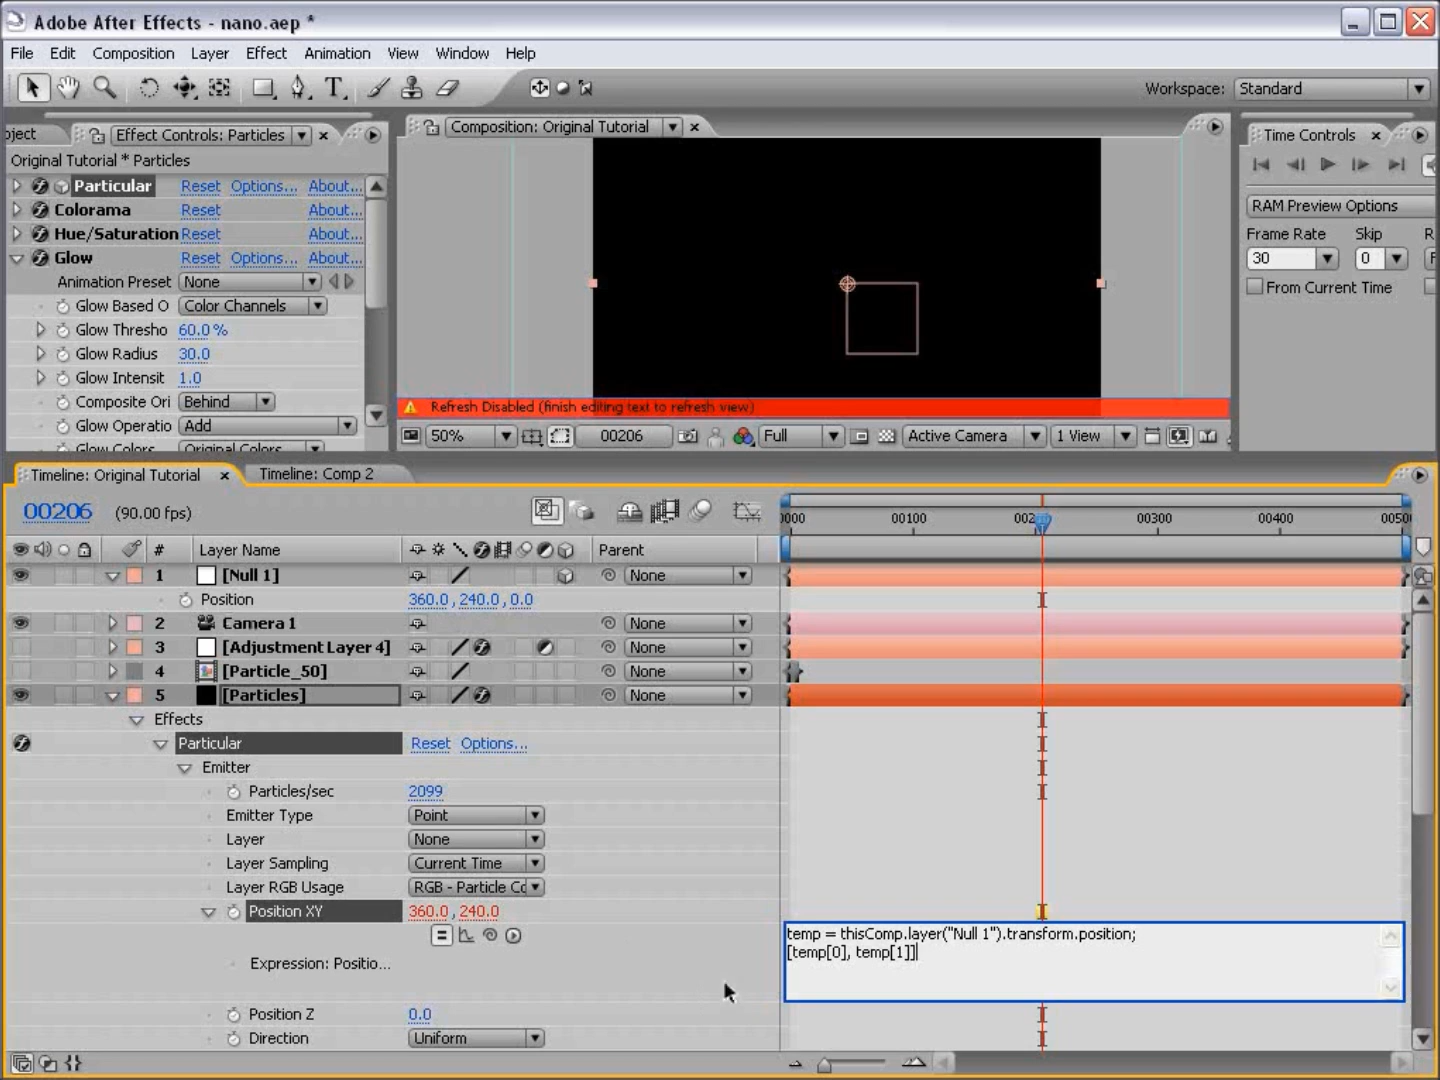 Adobe After Effects - nano.aep *
File Edit Composition Layer Effect Animation View Window Help
Workspace: Standard
oject Effect Controls: Particles
Composition: Original Tutorial
Time Controls
Original Tutorial * Particles
Particular Reset Options... About...
Colorama Reset About...
Hue/Saturation Reset About...
Glow Reset Options... About...
Animation Preset None
Glow Based O Color Channels
Glow Thresho 60.0%
Glow Radius 30.0
Glow Intensit 1.0
Composite Ori Behind
Glow Operatio Add
Glow Colors Original Colors
RAM Preview Options
Frame Rate Skip R
30 0 F
From Current Time
Refresh Disabled (finish editing text to refresh view)
50% 00206 Full Active Camera 1 View
Timeline: Original Tutorial Timeline: Comp 2
00206 (90.00 fps)
0000 00100 00200 00300 00400 00500
# Layer Name Parent
1 [Null 1] None
Position 360.0, 240.0, 0.0
2 Camera 1 None
3 [Adjustment Layer 4] None
4 [Particle_50] None
5 [Particles] None
Effects
Particular Reset Options...
Emitter
Particles/sec 2099
Emitter Type Point
Layer None
Layer Sampling Current Time
Layer RGB Usage RGB - Particle Cc
Position XY 360.0, 240.0
temp = thisComp.layer("Null 1").transform.position;
[temp[0], temp[1]]
Expression: Positio...
Position Z 0.0
Direction Uniform